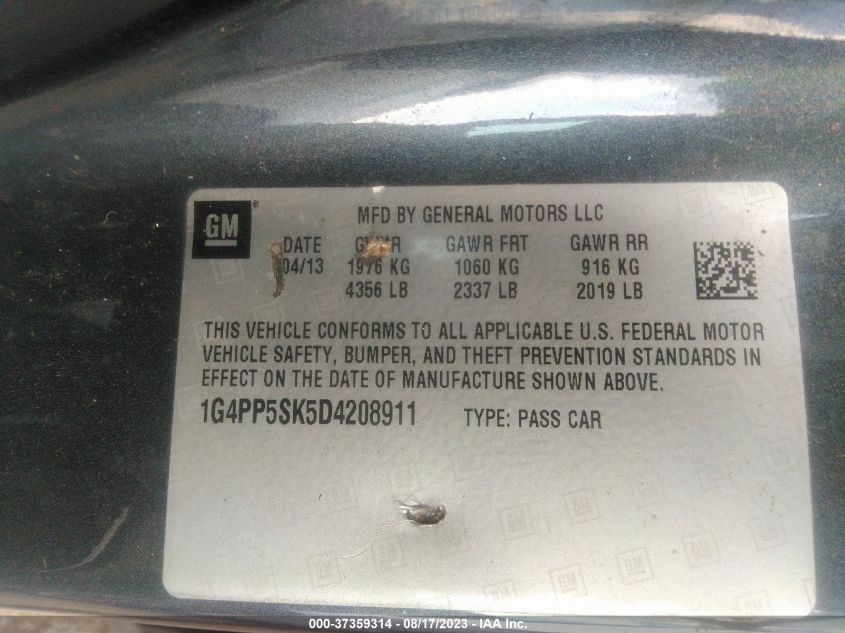 GM
MFD BY GENERAL MOTORS LLC
DATE GVWR GAWR FRT GAWR RR
04/13 1976 KG 1060 KG 916 KG
4356 LB 2337 LB 2019 LB
THIS VEHICLE CONFORMS TO ALL APPLICABLE U.S. FEDERAL MOTOR
VEHICLE SAFETY, BUMPER, AND THEFT PREVENTION STANDARDS IN
EFFECT ON THE DATE OF MANUFACTURE SHOWN ABOVE.
1G4PP5SK5D4208911 TYPE: PASS CAR
000-37359314 - 08/17/2023 - IAA Inc.